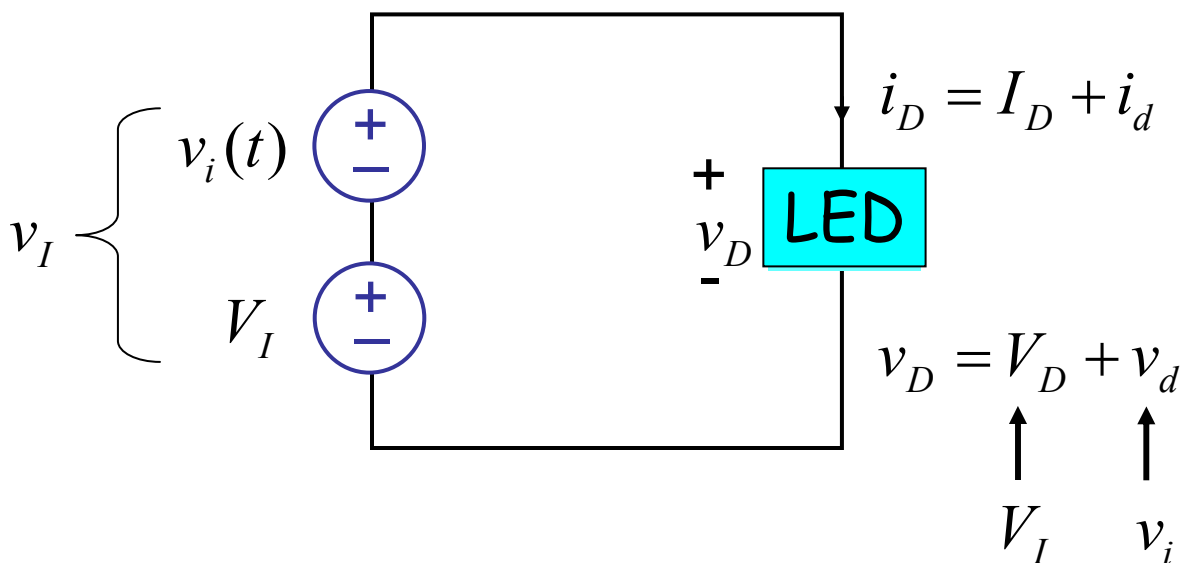 i_D = I_D + i_d
v_i(t)
+
−
+
v_D
-
LED
v_I
V_I
+
−
v_D = V_D + v_d
V_I v_i